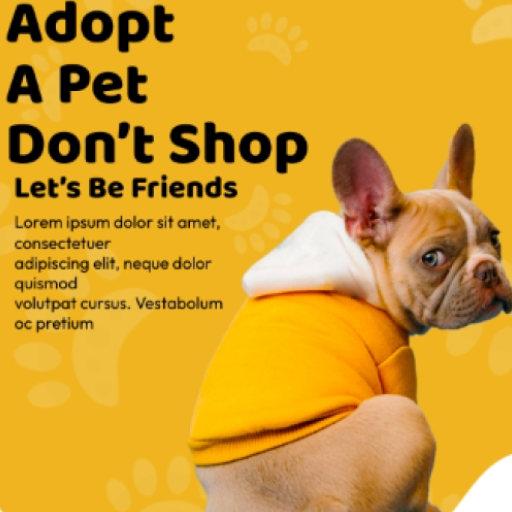 Adopt
A Pet
Don't Shop
Let's Be Friends
Lorem ipsum dolor sit amet,
consectetuer
adipiscing elit, neque dolor
quismod
volutpat cursus. Vestabolum
oc pretium